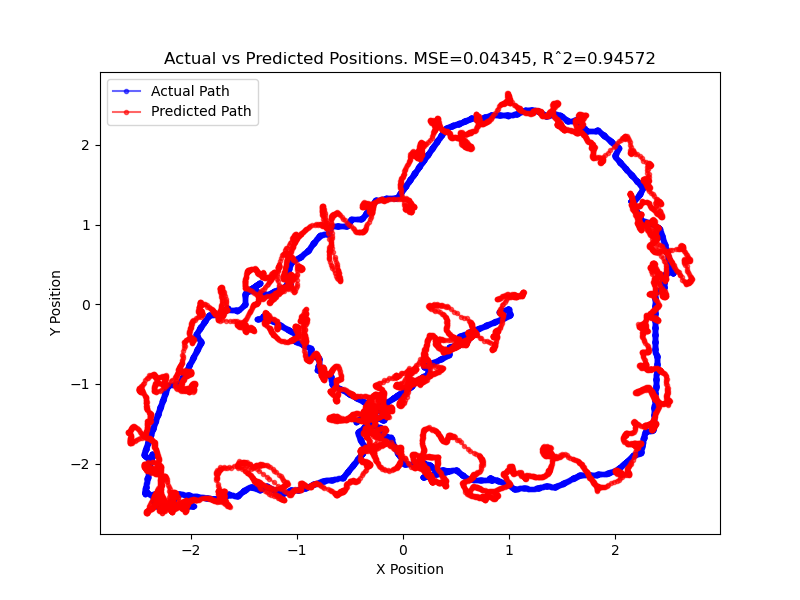 Actual vs Predicted Positions. MSE=0.04345, Rˆ2=0.94572
Actual Path
Predicted Path
2
1
0
−1
−2
Y Position
−2 −1 0 1 2
X Position